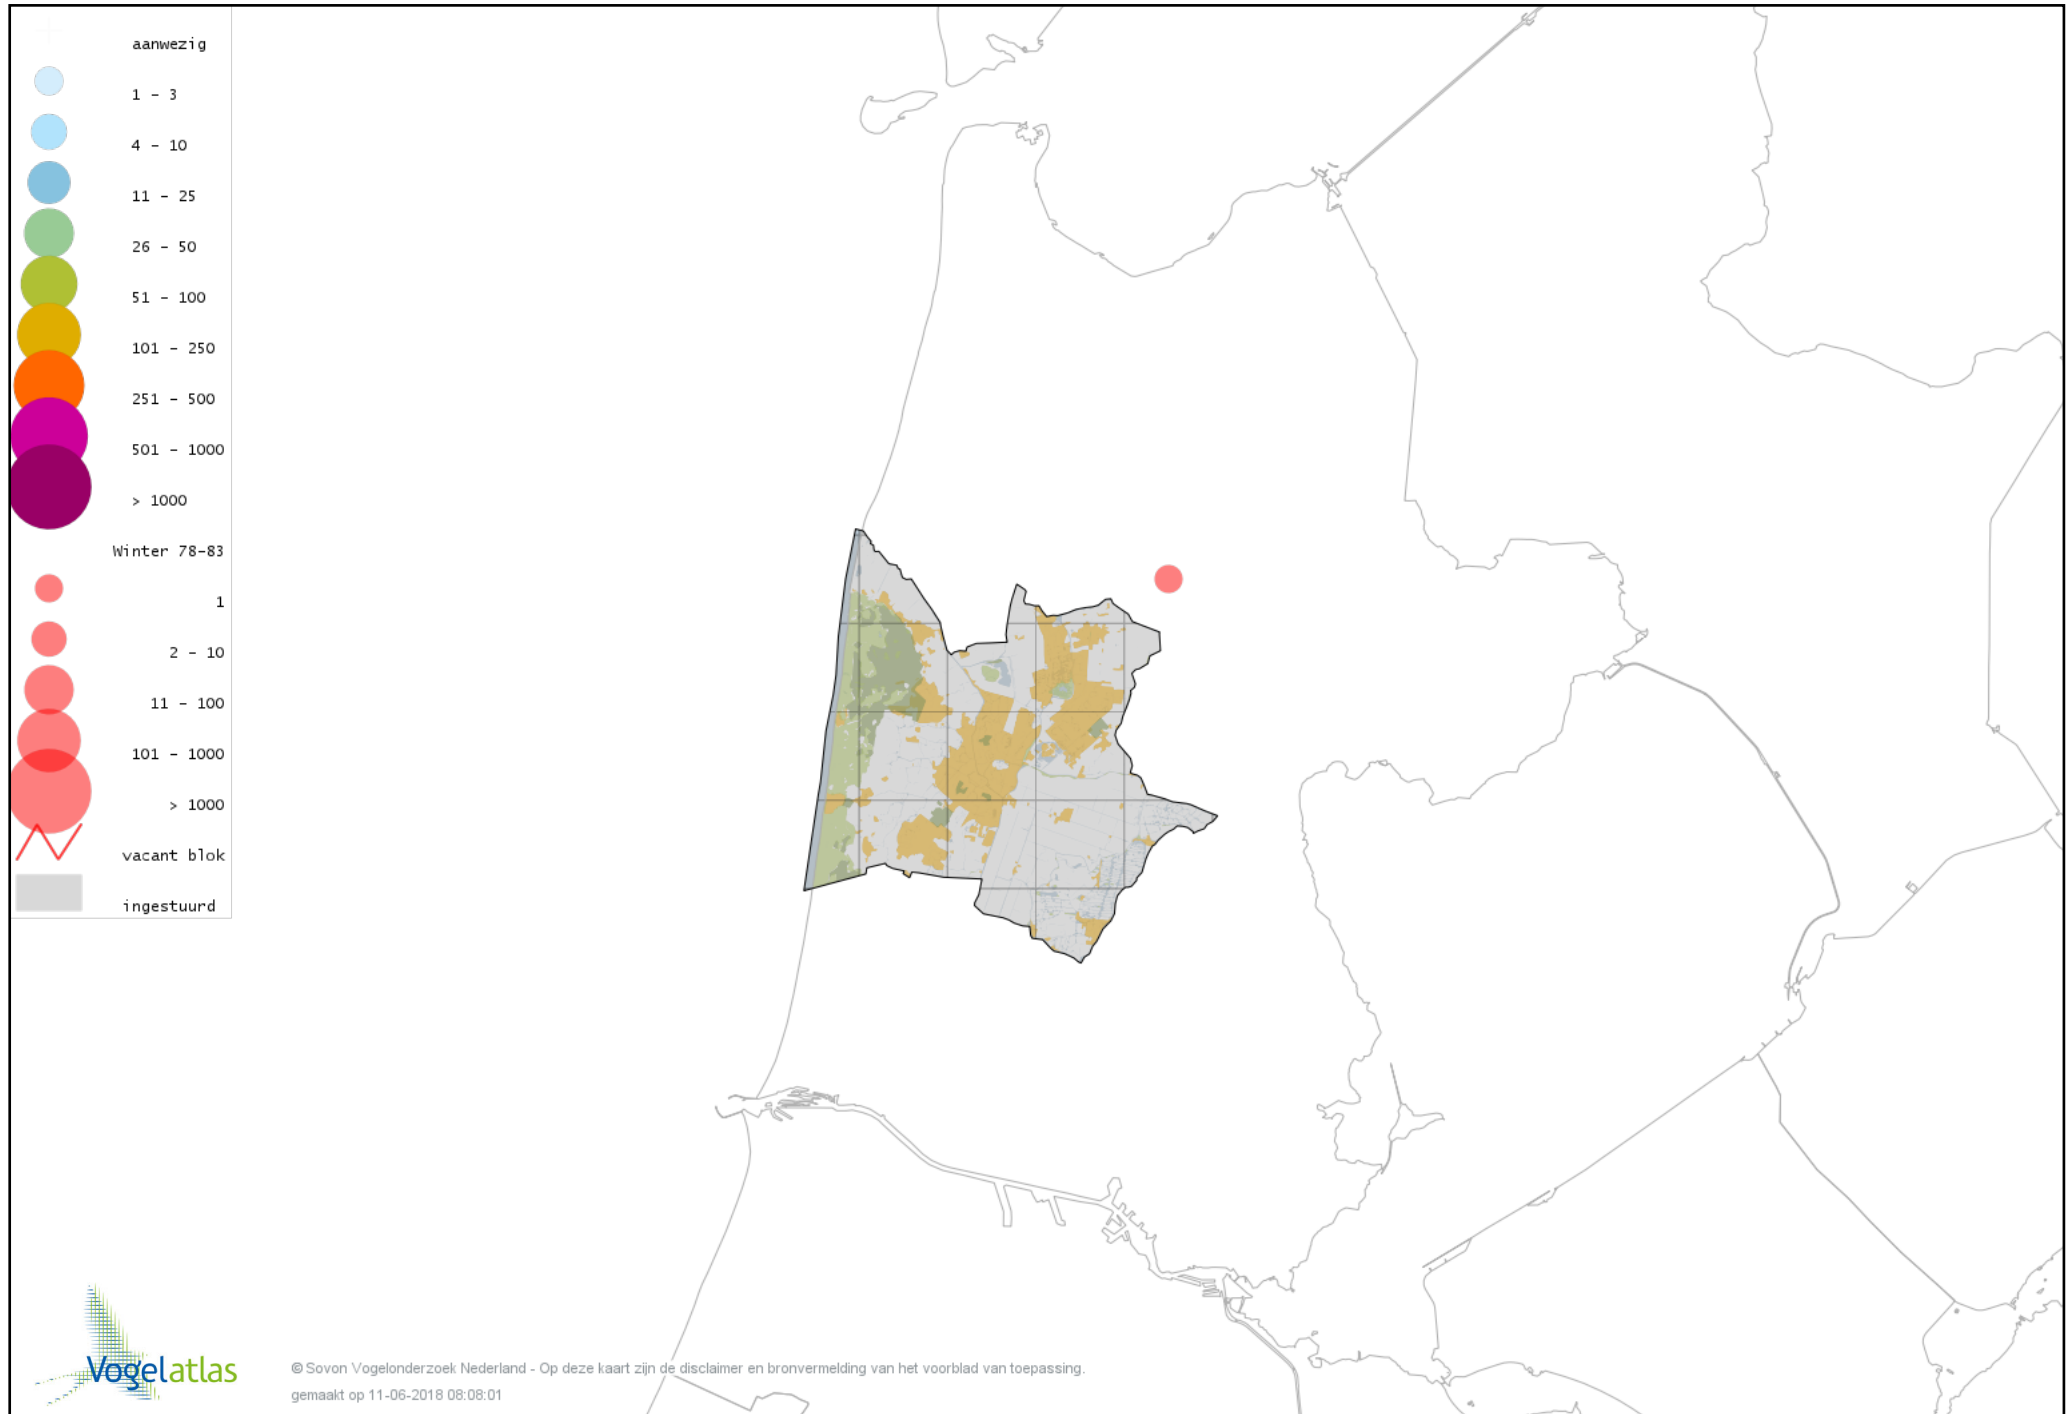 aanwezig
1 - 3
4 - 10
11 - 25
26 - 50
51 - 100
101 - 250
251 - 500
501 - 1000
> 1000
Winter 78-83
1
2 - 10
11 - 100
101 - 1000
> 1000
vacant blok
ingestuurd
Vogelatlas
© Sovon Vogelonderzoek Nederland - Op deze kaart zijn de disclaimer en bronvermelding van het voorblad van toepassing.
gemaakt op 11-06-2018 08:08:01